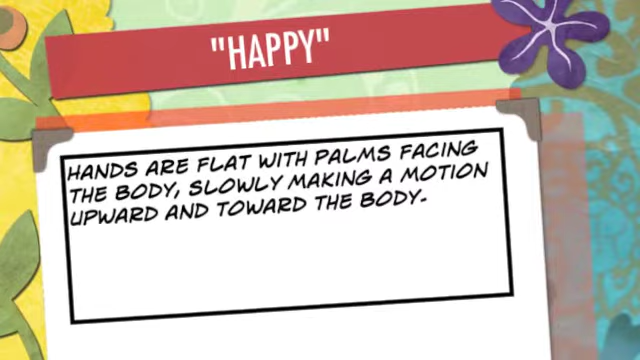 "HAPPY"
HANDS ARE FLAT WITH PALMS FACING
THE BODY, SLOWLY MAKING A MOTION
UPWARD AND TOWARD THE BODY.